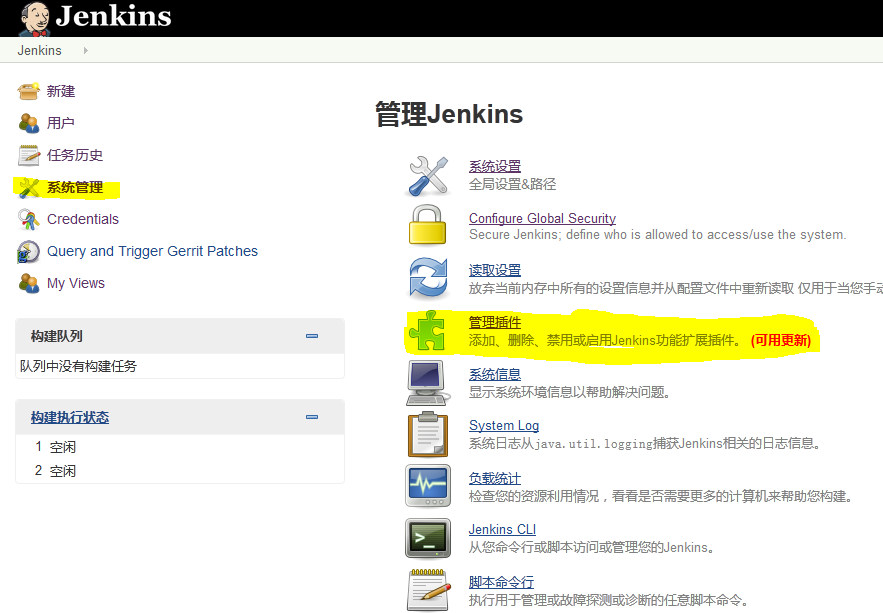 Jenkins
Jenkins
新建
用户
任务历史
系统管理
Credentials
Query and Trigger Gerrit Patches
My Views
构建队列
队列中没有构建任务
构建执行状态
1 空闲
2 空闲
管理Jenkins
系统设置
全局设置&路径
Configure Global Security
Secure Jenkins; define who is allowed to access/use the system.
读取设置
放弃当前内存中所有的设置信息并从配置文件中重新读取 仅用于当您手动
管理插件
添加、删除、禁用或启用Jenkins功能扩展插件。 (可用更新)
系统信息
显示系统环境信息以帮助解决问题。
System Log
系统日志从java.util.logging捕获Jenkins相关的日志信息。
负载统计
检查您的资源利用情况，看看是否需要更多的计算机来帮助您构建。
Jenkins CLI
从您命令行或脚本访问或管理您的Jenkins。
脚本命令行
执行用于管理或故障探测或诊断的任意脚本命令。